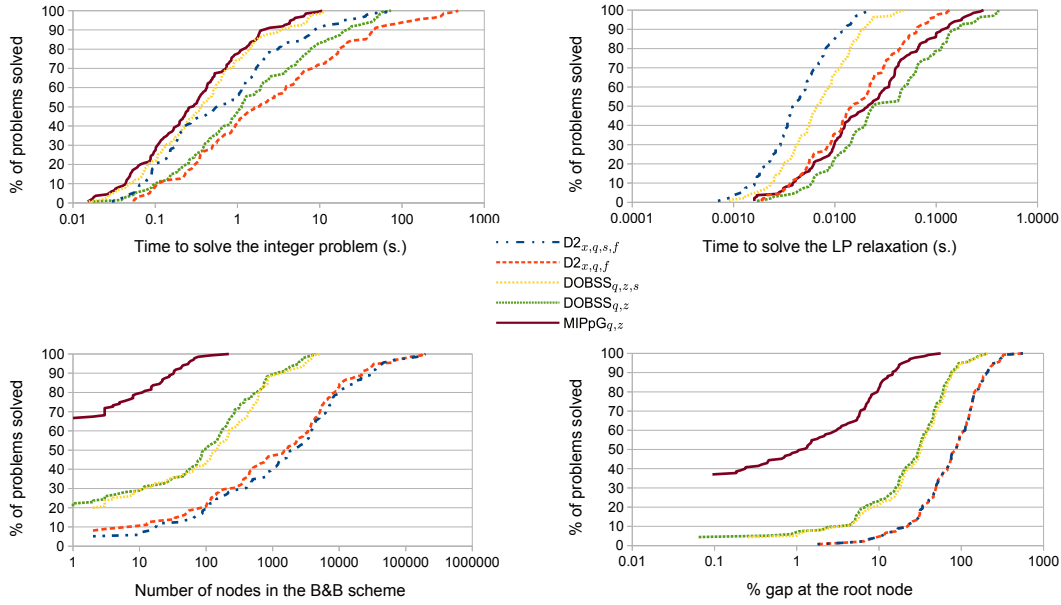 % of problems solved
100
90
80
70
60
50
40
30
20
10
0
0.01 0.1 1 10 100 1000
Time to solve the integer problem (s.)
% of problems solved
100
90
80
70
60
50
40
30
20
10
0
0.0001 0.0010 0.0100 0.1000 1.0000
Time to solve the LP relaxation (s.)
D2x,q,s,f
D2x,q,f
DOBSSq,z,s
DOBSSq,z
MIPpGq,z
% of problems solved
100
90
80
70
60
50
40
30
20
10
0
1 10 100 1000 10000 100000 1000000
Number of nodes in the B&B scheme
% of problems solved
100
90
80
70
60
50
40
30
20
10
0
0.01 0.1 1 10 100 1000
% gap at the root node